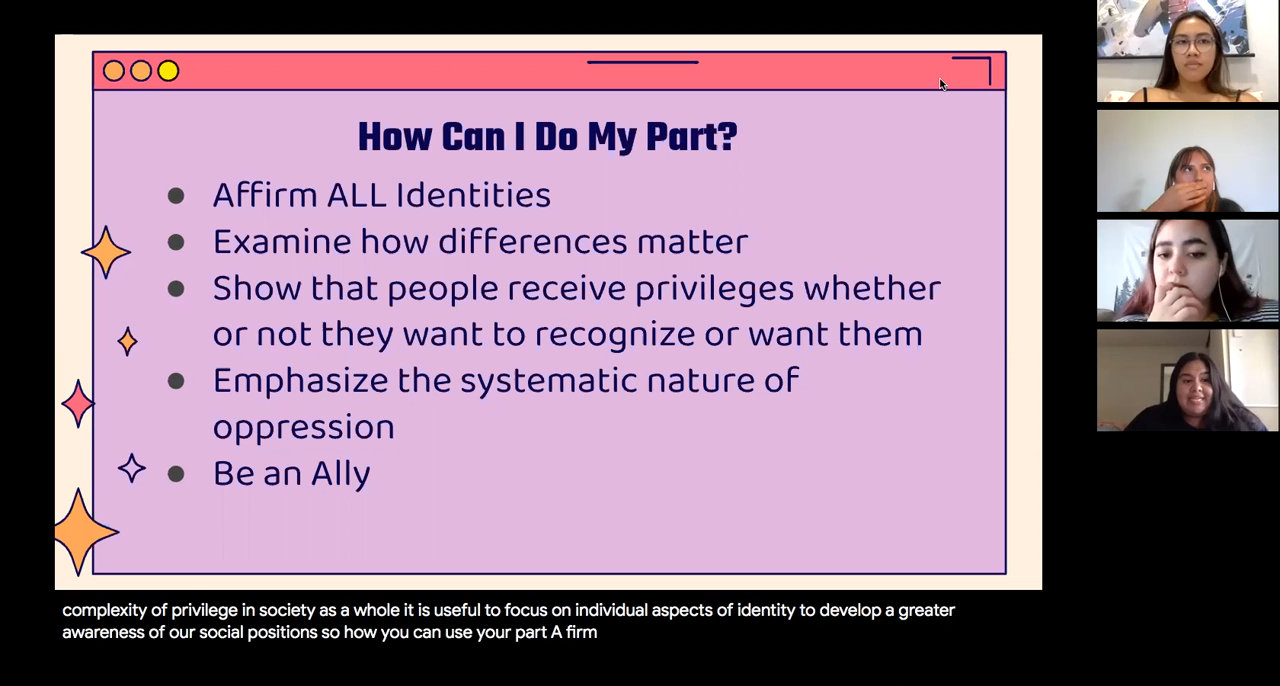 How Can I Do My Part?
● Affirm ALL Identities
● Examine how differences matter
● Show that people receive privileges whether
or not they want to recognize or want them
● Emphasize the systematic nature of
oppression
● Be an Ally
complexity of privilege in society as a whole it is useful to focus on individual aspects of identity to develop a greater
awareness of our social positions so how you can use your part A firm